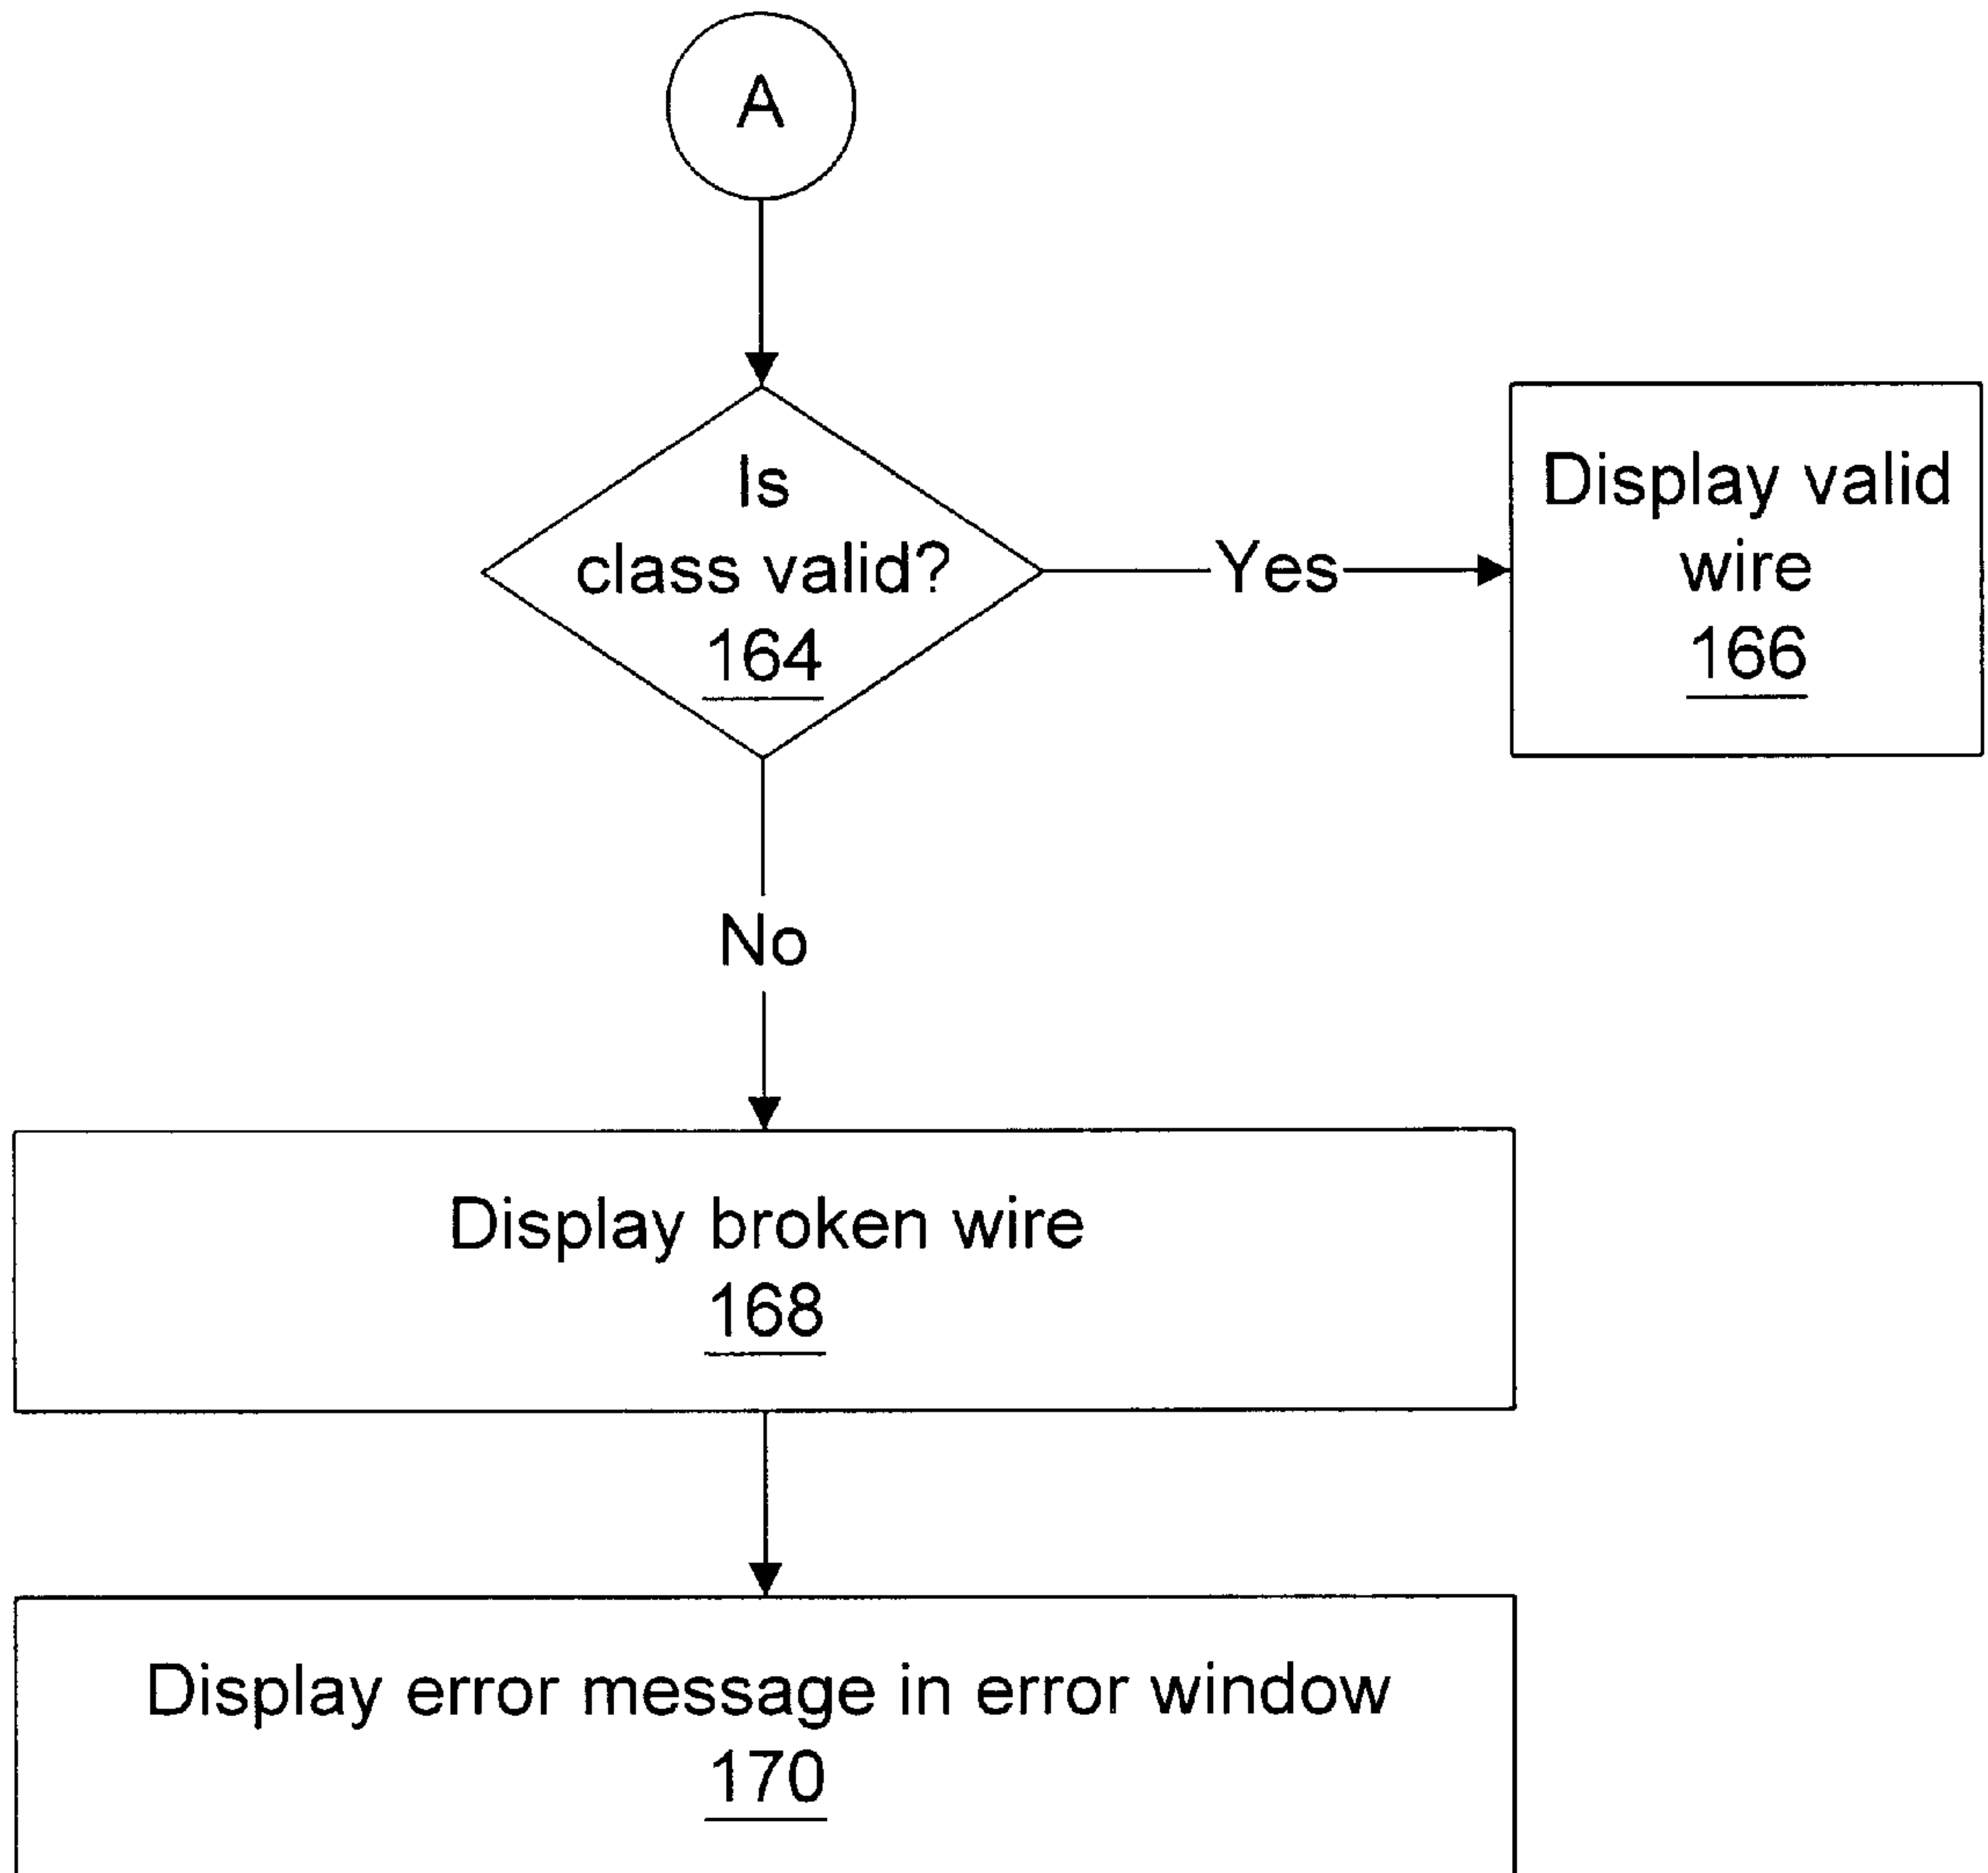 A
Is
class valid?
164
Yes
Display valid
wire
166
No
Display broken wire
168
Display error message in error window
170